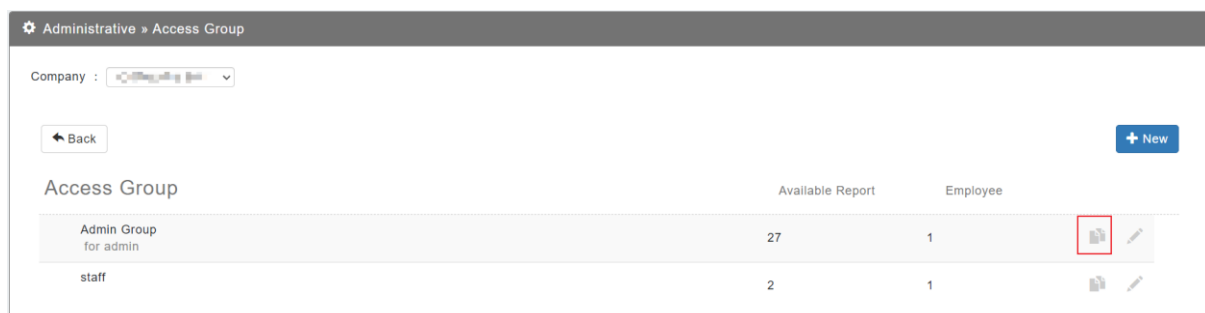 Administrative » Access Group
Company :
Back
New
Access Group Available Report Employee
Admin Group
for admin
27 1
staff
2 1